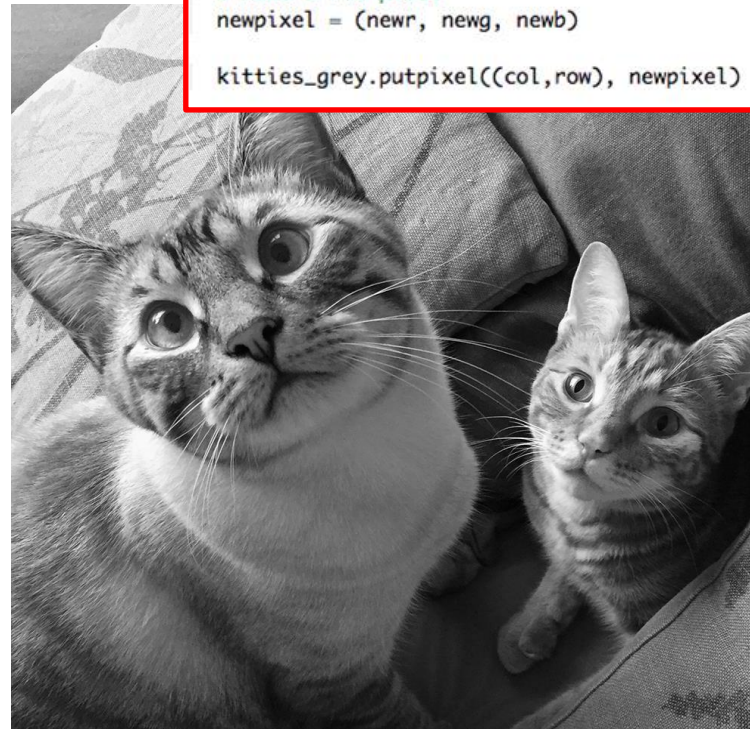 newpixel = (newr, newg, newb)
kitties_grey.putpixel((col,row), newpixel)